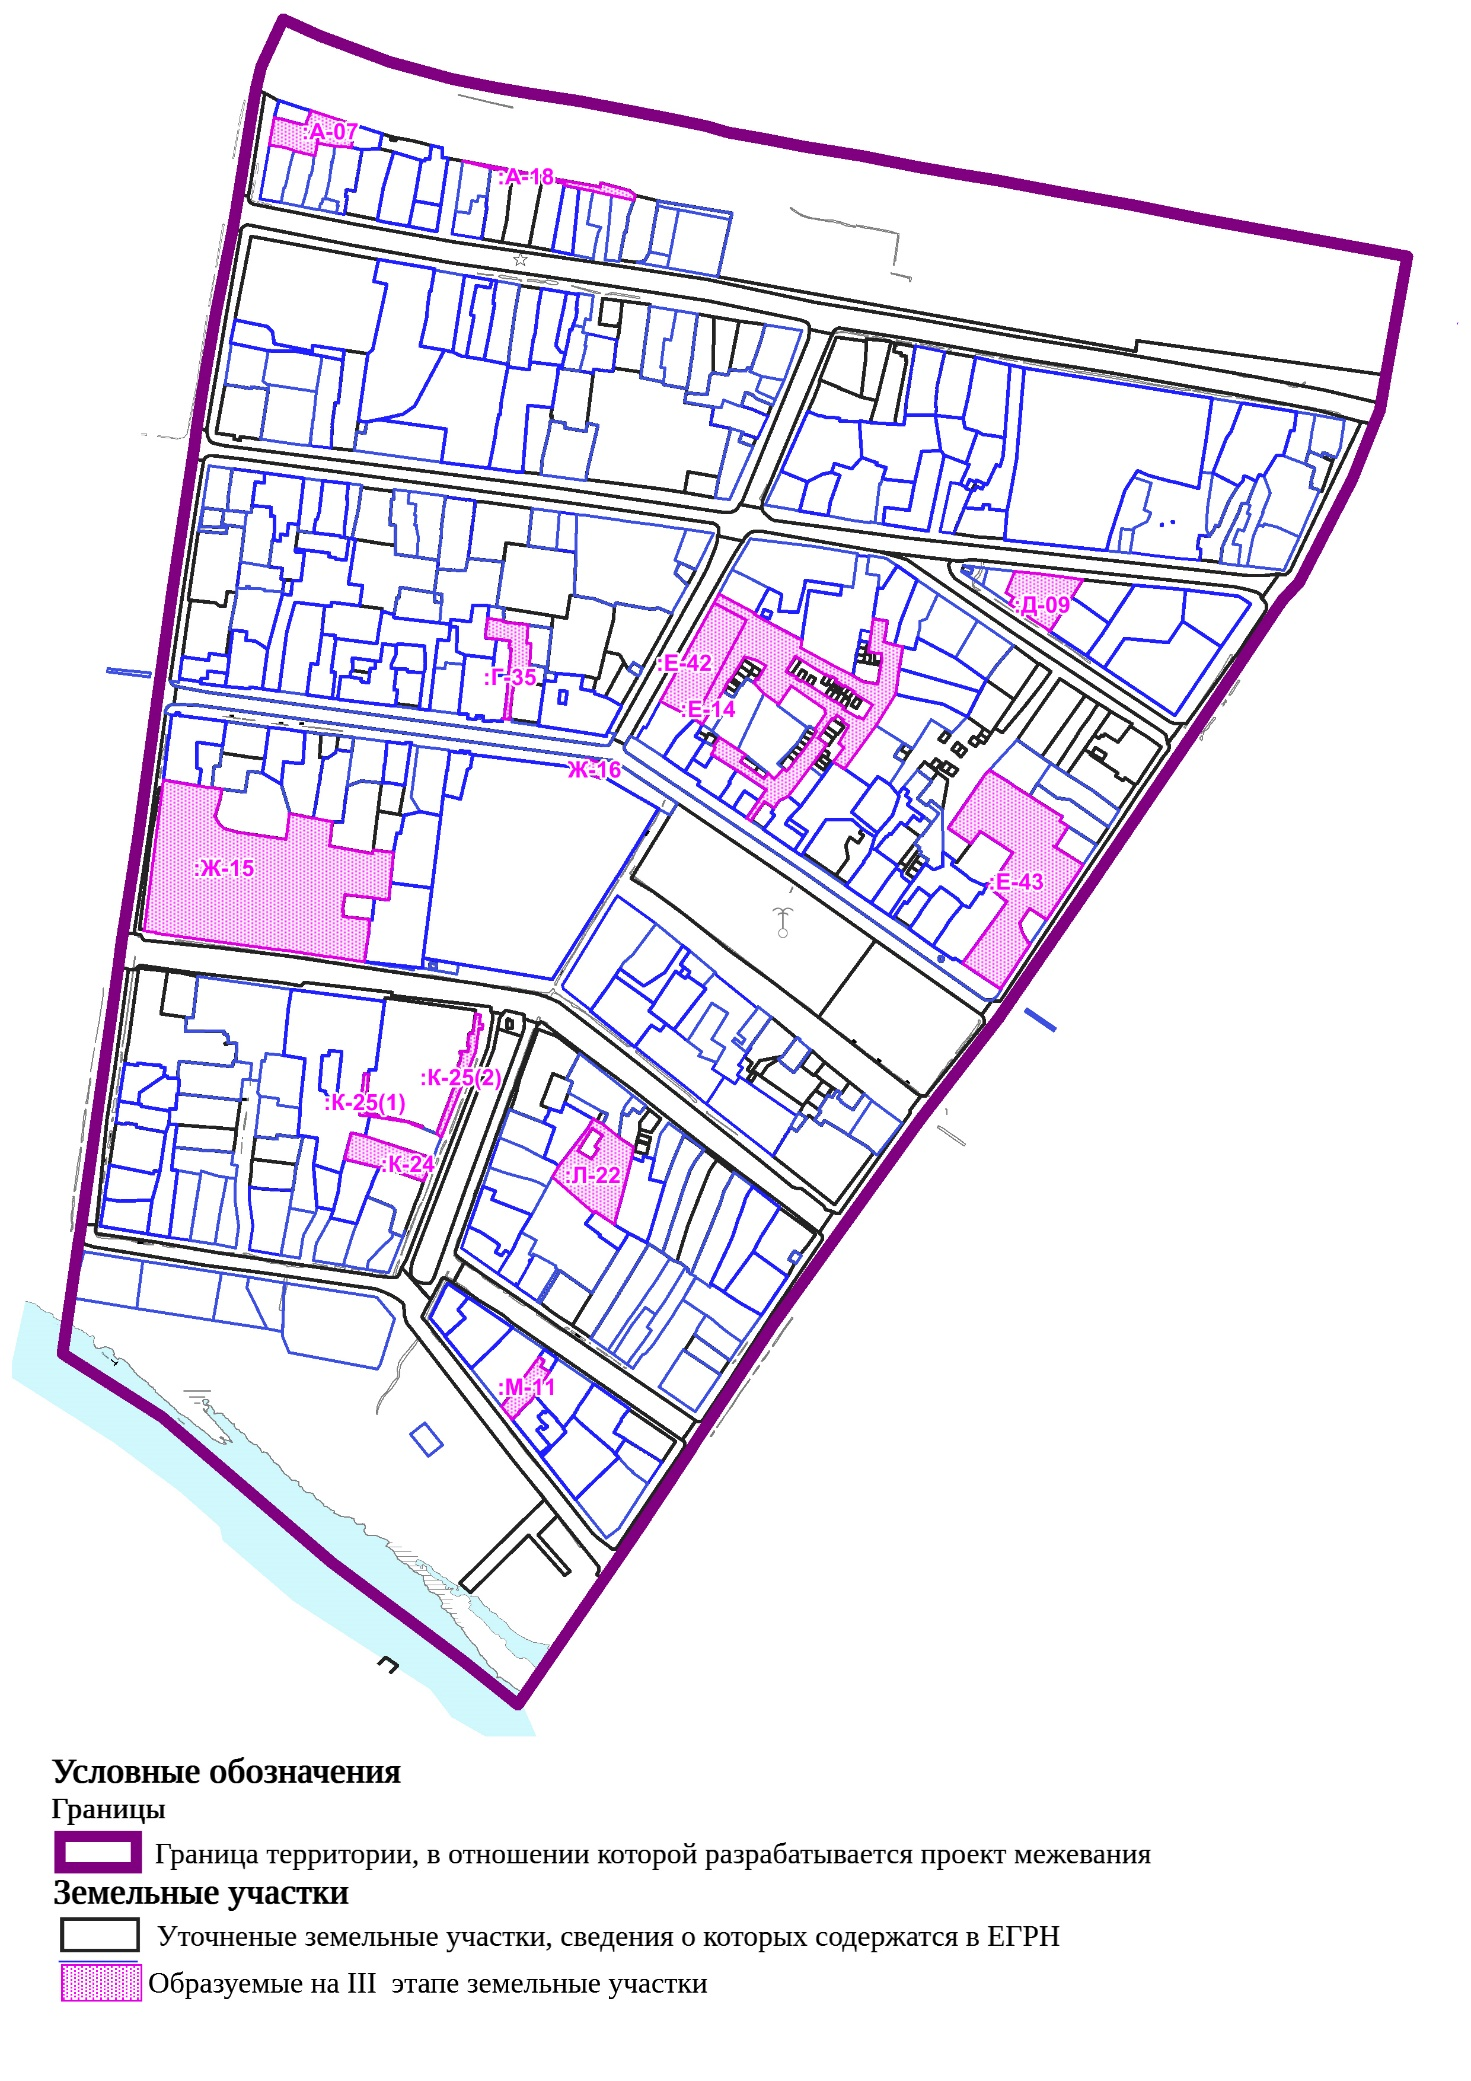 :А-07
:А-18
:Д-09
:Е-42
:Г-35
:Е-14
Ж-16
:Ж-15
:Е-43
:К-25(2)
:К-25(1)
:К-24
:Л-22
:М-11
Условные обозначения
Границы
Граница территории, в отношении которой разрабатывается проект межевания
Земельные участки
Уточненые земельные участки, сведения о которых содержатся в ЕГРН
Образуемые на III этапе земельные участки